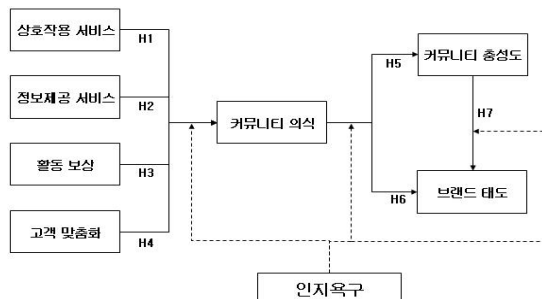 상호작용 서비스
H1
정보제공 서비스
H2
활동 보상
H3
고객 맞춤화
H4
커뮤니티 의식
H5
커뮤니티 충성도
H7
H6
브랜드 태도
인지욕구